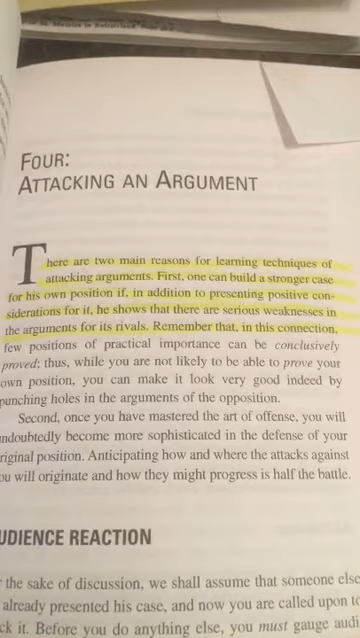 FOUR:
ATTACKING AN ARGUMENT
There are two main reasons for learning techniques of
attacking arguments. First, one can build a stronger case
for his own position if, in addition to presenting positive con-
siderations for it, he shows that there are serious weaknesses in
the arguments for its rivals. Remember that, in this connection,
few positions of practical importance can be conclusively
proved; thus, while you are not likely to be able to prove your
own position, you can make it look very good indeed by
punching holes in the arguments of the opposition.
Second, once you have mastered the art of offense, you will
ndoubtedly become more sophisticated in the defense of your
riginal position. Anticipating how and where the attacks against
ou will originate and how they might progress is half the battle.
UDIENCE REACTION
the sake of discussion, we shall assume that someone else
already presented his case, and now you are called upon to
ck it. Before you do anything else, you must gauge audi